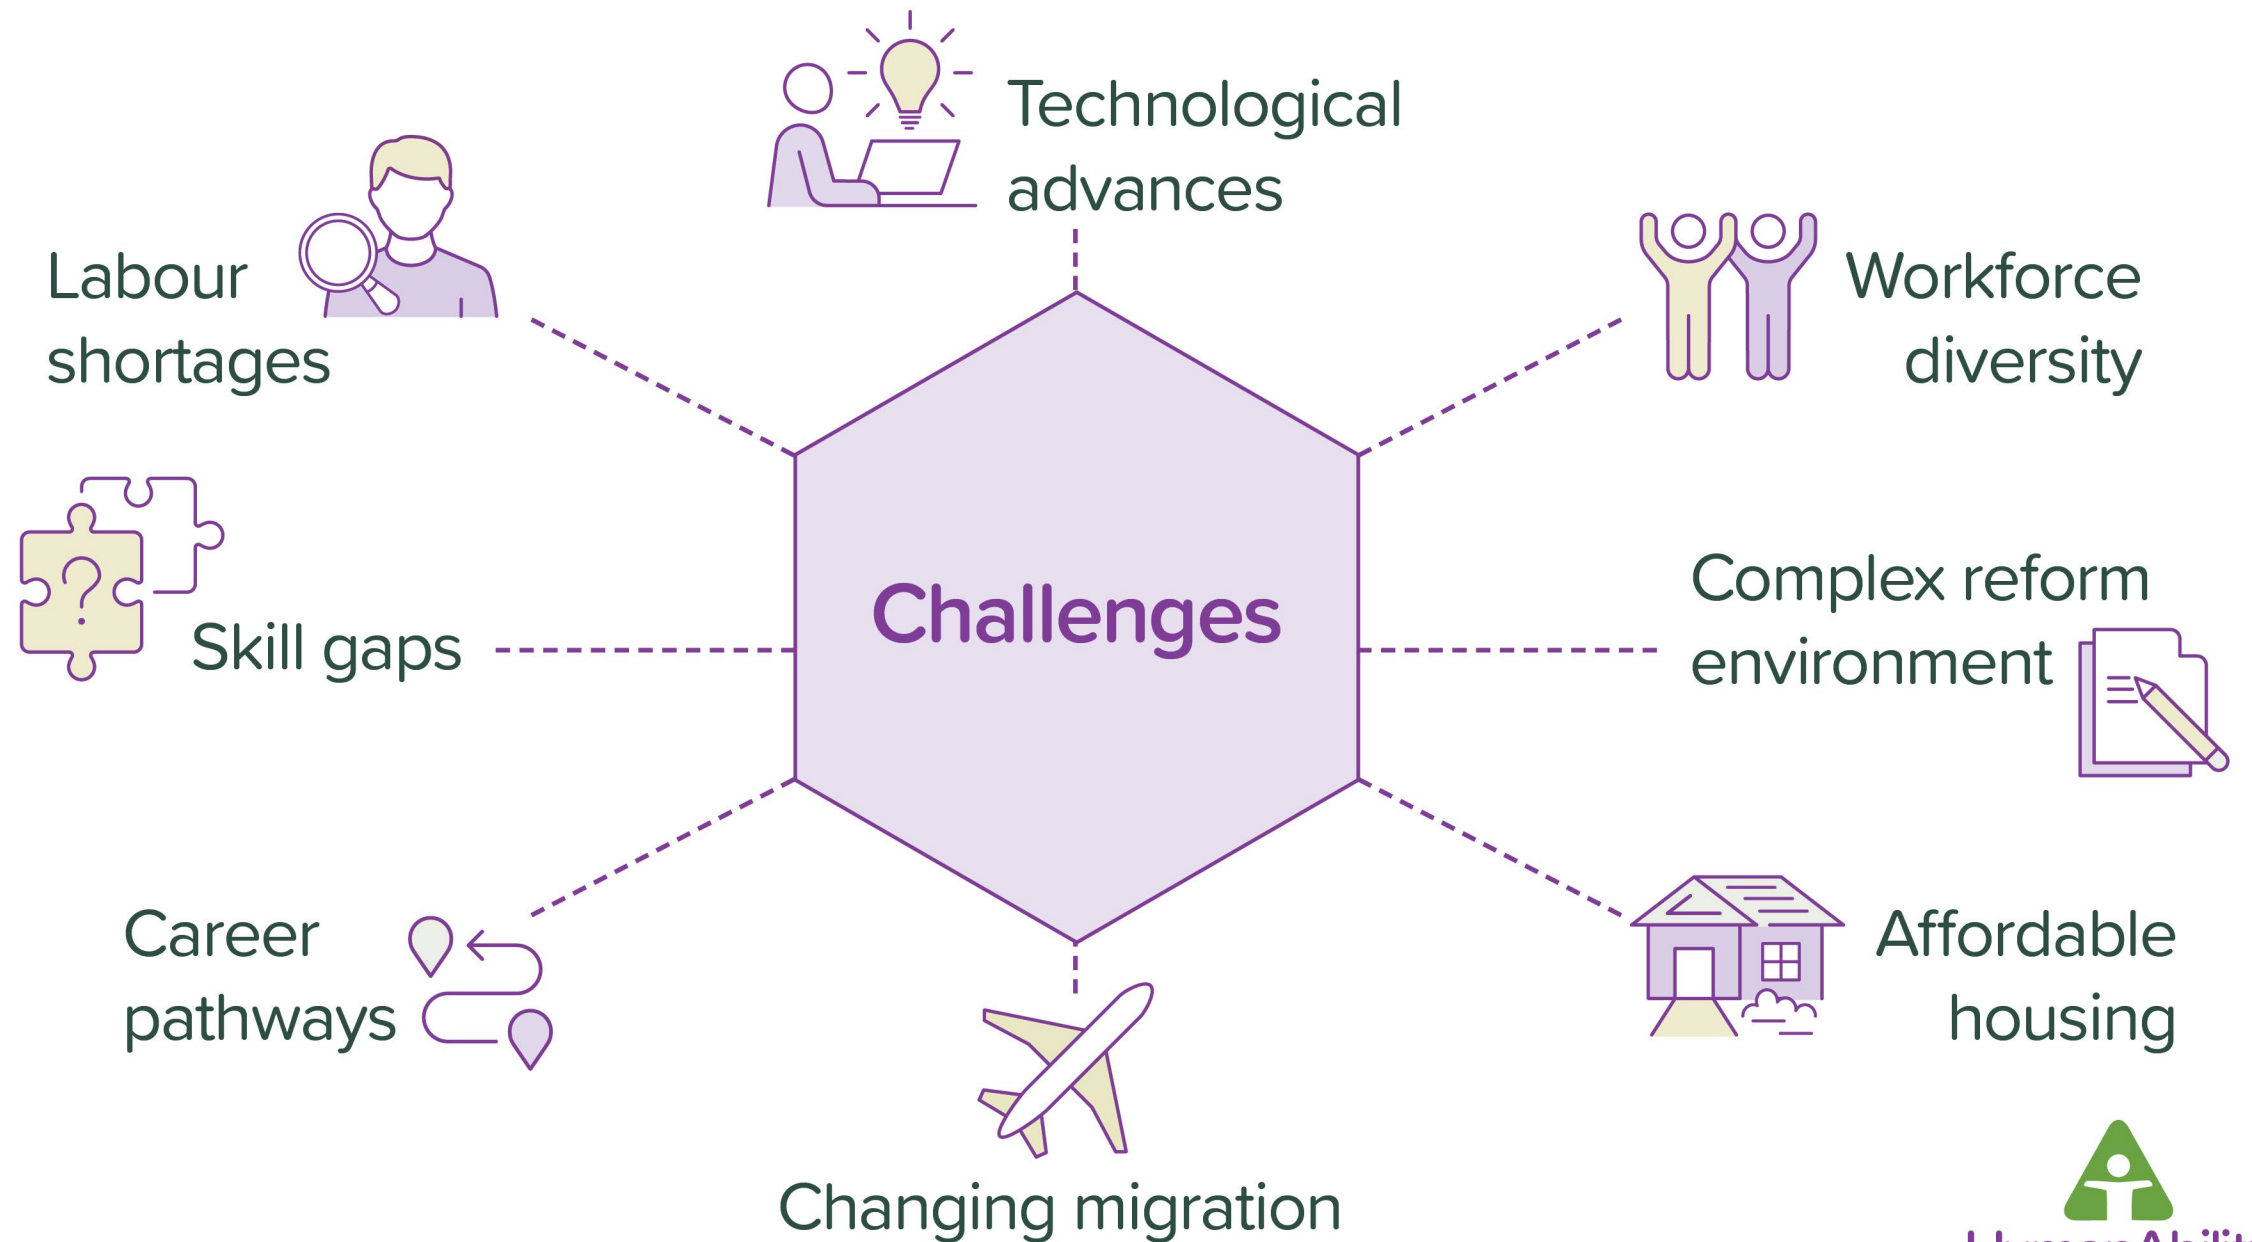 Technological
advances
Labour
shortages
Workforce
diversity
?
Skill gaps
Challenges
Complex reform
environment
Career
pathways
Affordable
housing
Changing migration